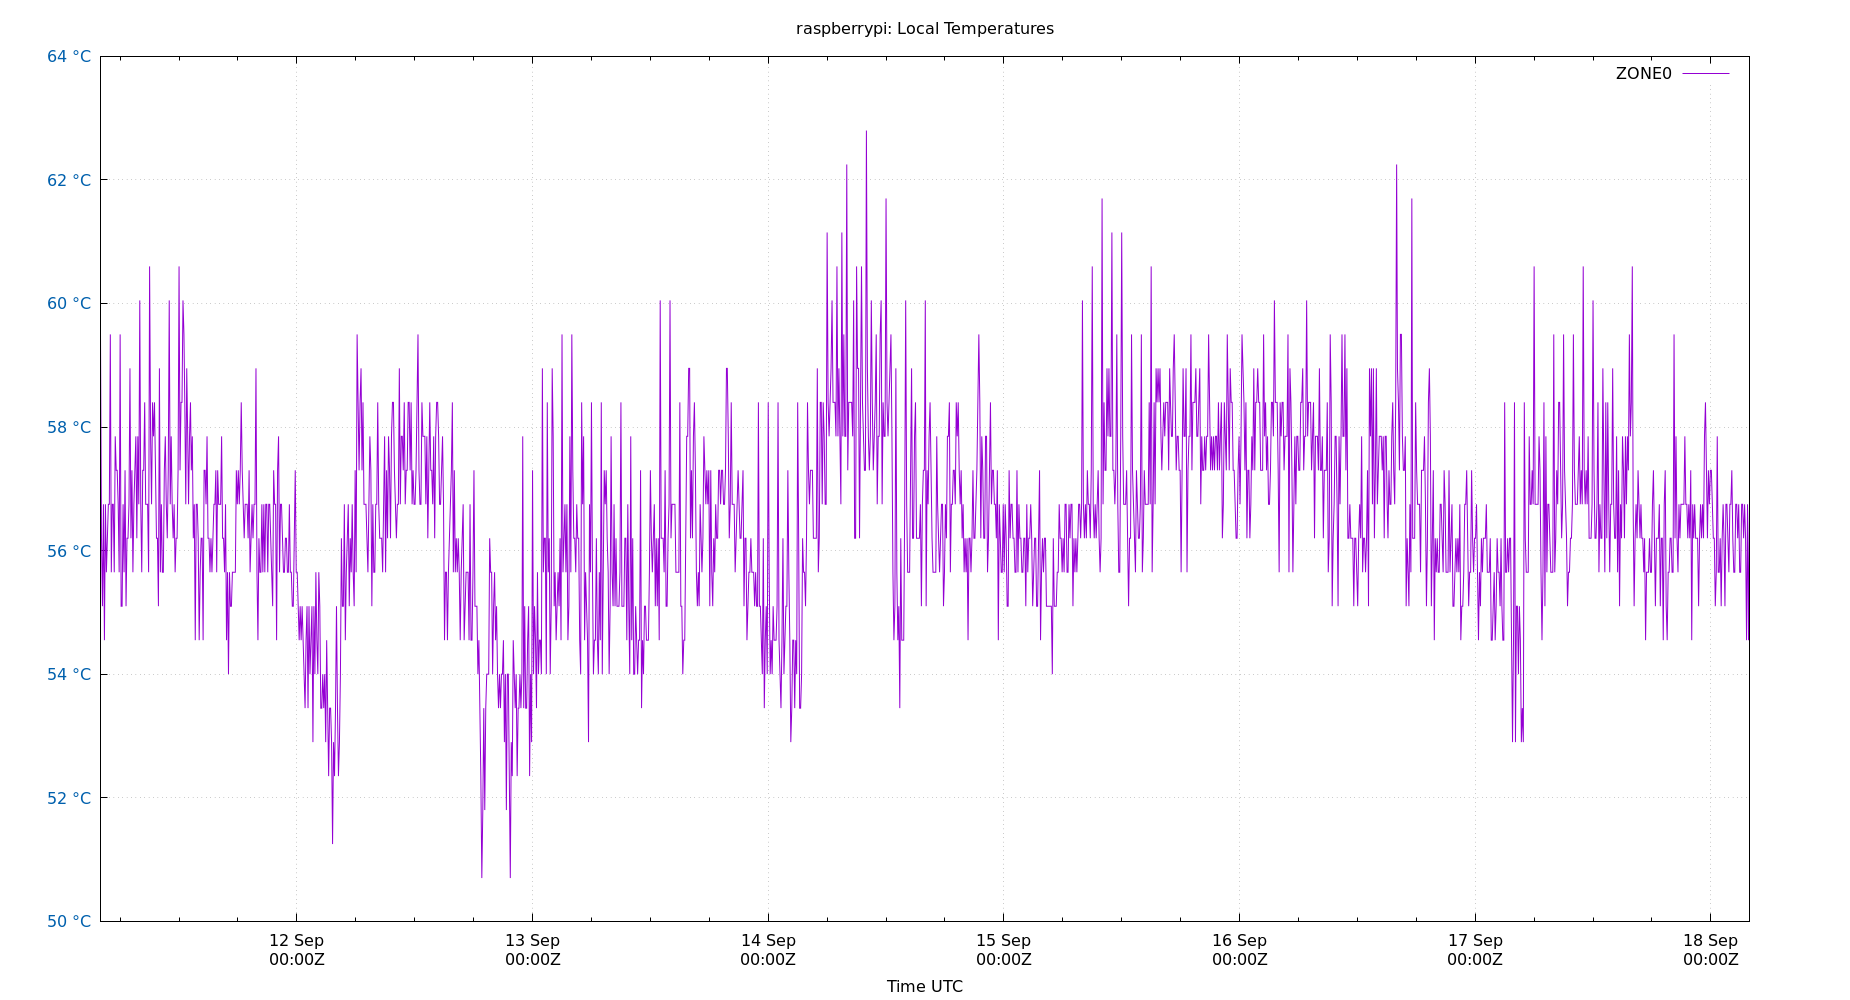 raspberrypi: Local Temperatures
64 °C
ZONE0
62 °C
60 °C
58 °C
56 °C
54 °C
52 °C
50 °C
12 Sep 13 Sep 14 Sep 15 Sep 16 Sep 17 Sep 18 Sep
00:00Z 00:00Z 00:00Z 00:00Z 00:00Z 00:00Z 00:00Z
Time UTC